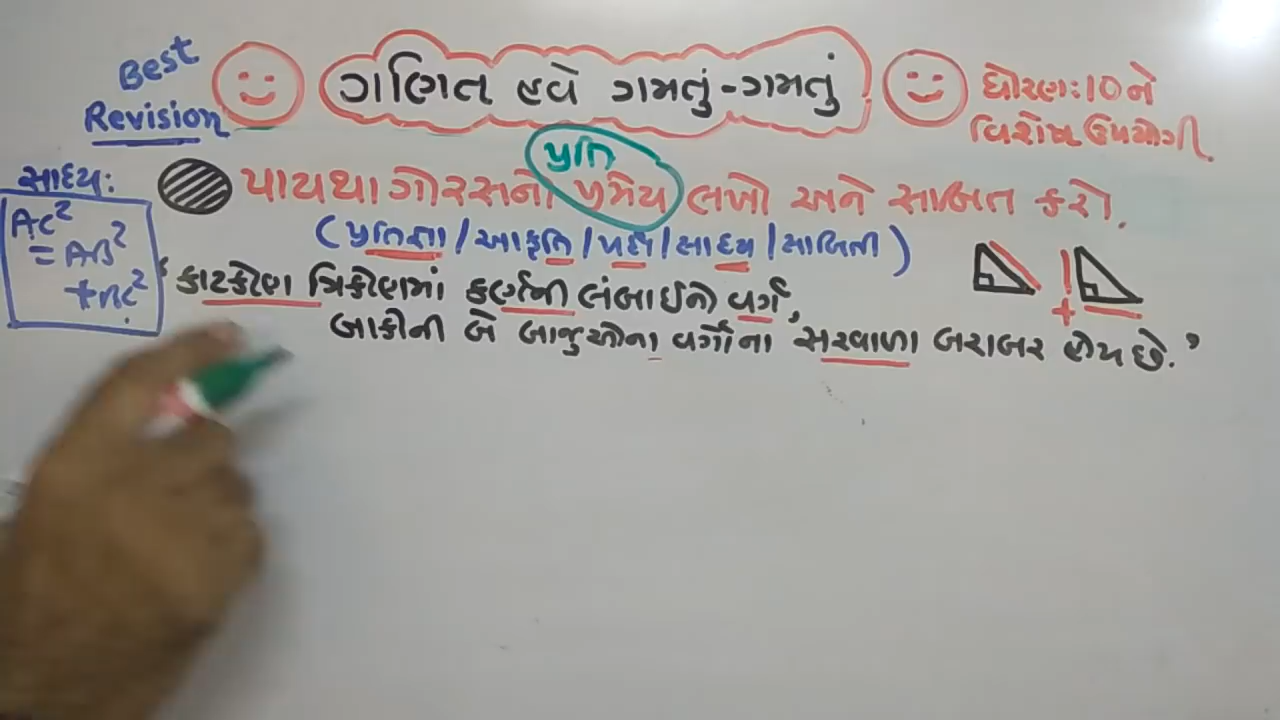 Best
Revision
ગણિત હવે ગમતું-ગમતું
ધોરણ:10ને
વિશેષ ઉપયોગી.
પ્રતિ
પાયથાગોરસનો પ્રમેય લખો અને સાબિત કરો.
(પ્રતિજ્ઞા/આકૃતિ/પક્ષ/સાધ્ય/સાબિતી)
સાધ્ય:
AC²
=AB²
+BC²
‘કાટકોણ ત્રિકોણમાં કર્ણની લંબાઈનો વર્ગ,
બાકીની બે બાજુઓના વર્ગોના સરવાળા બરાબર હોય છે.’
+